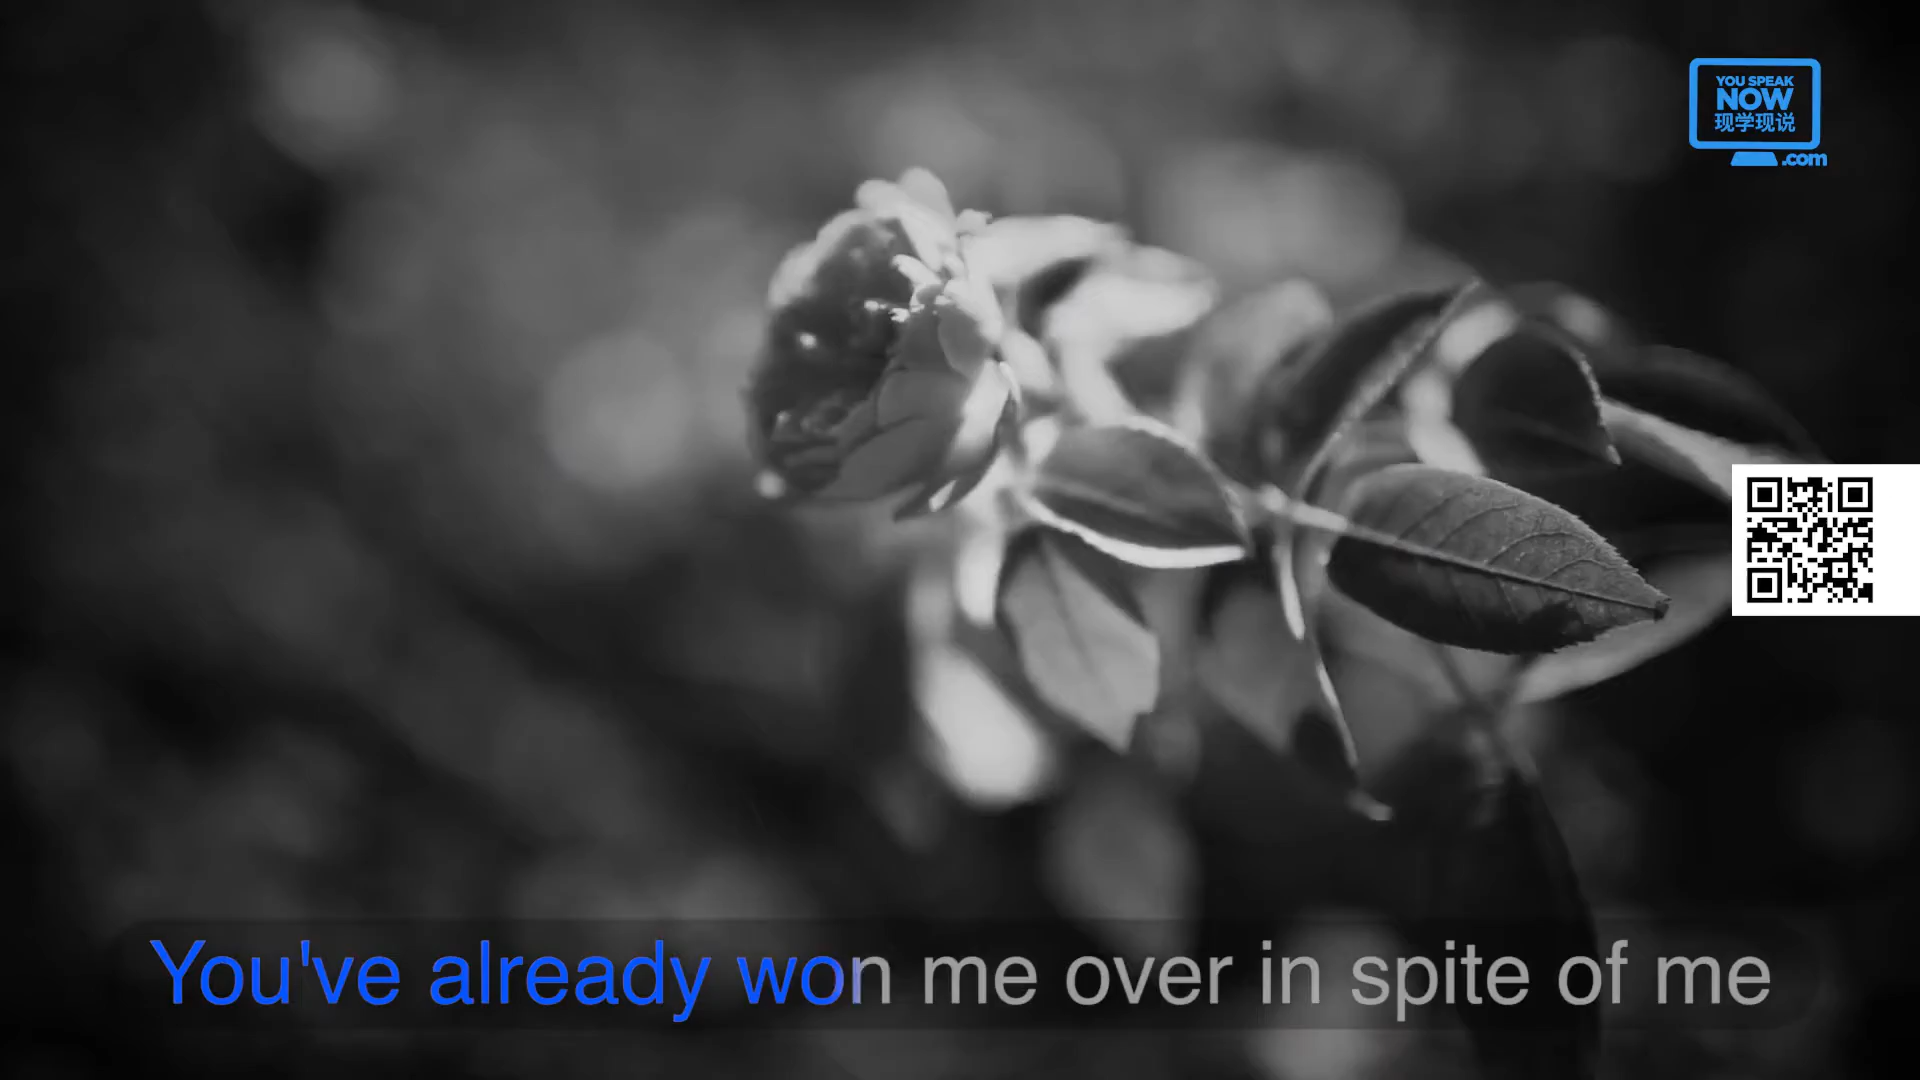 YOU SPEAK
NOW
现学现说
.com
You've already won me over in spite of me